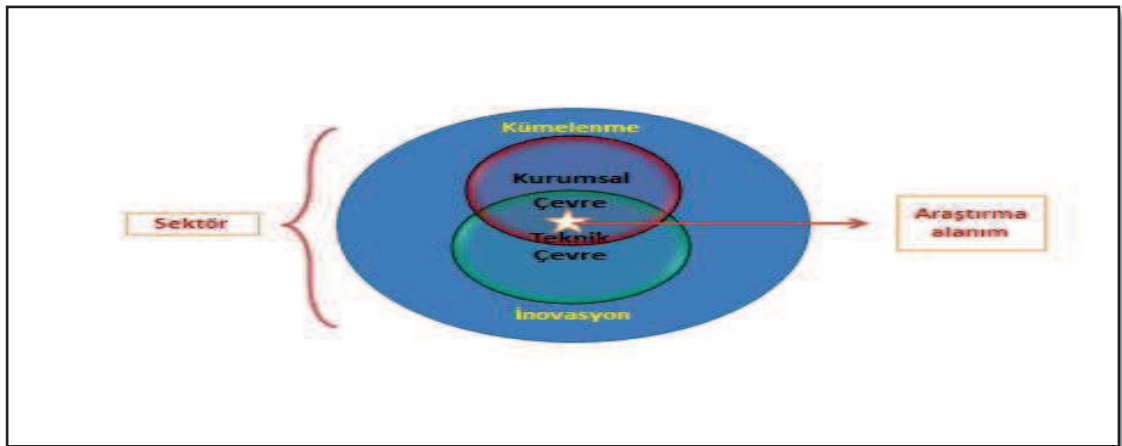 Kümelenme
Kurumsal
Çevre
Teknik
Çevre
İnovasyon
Sektör
Araştırma
alanım